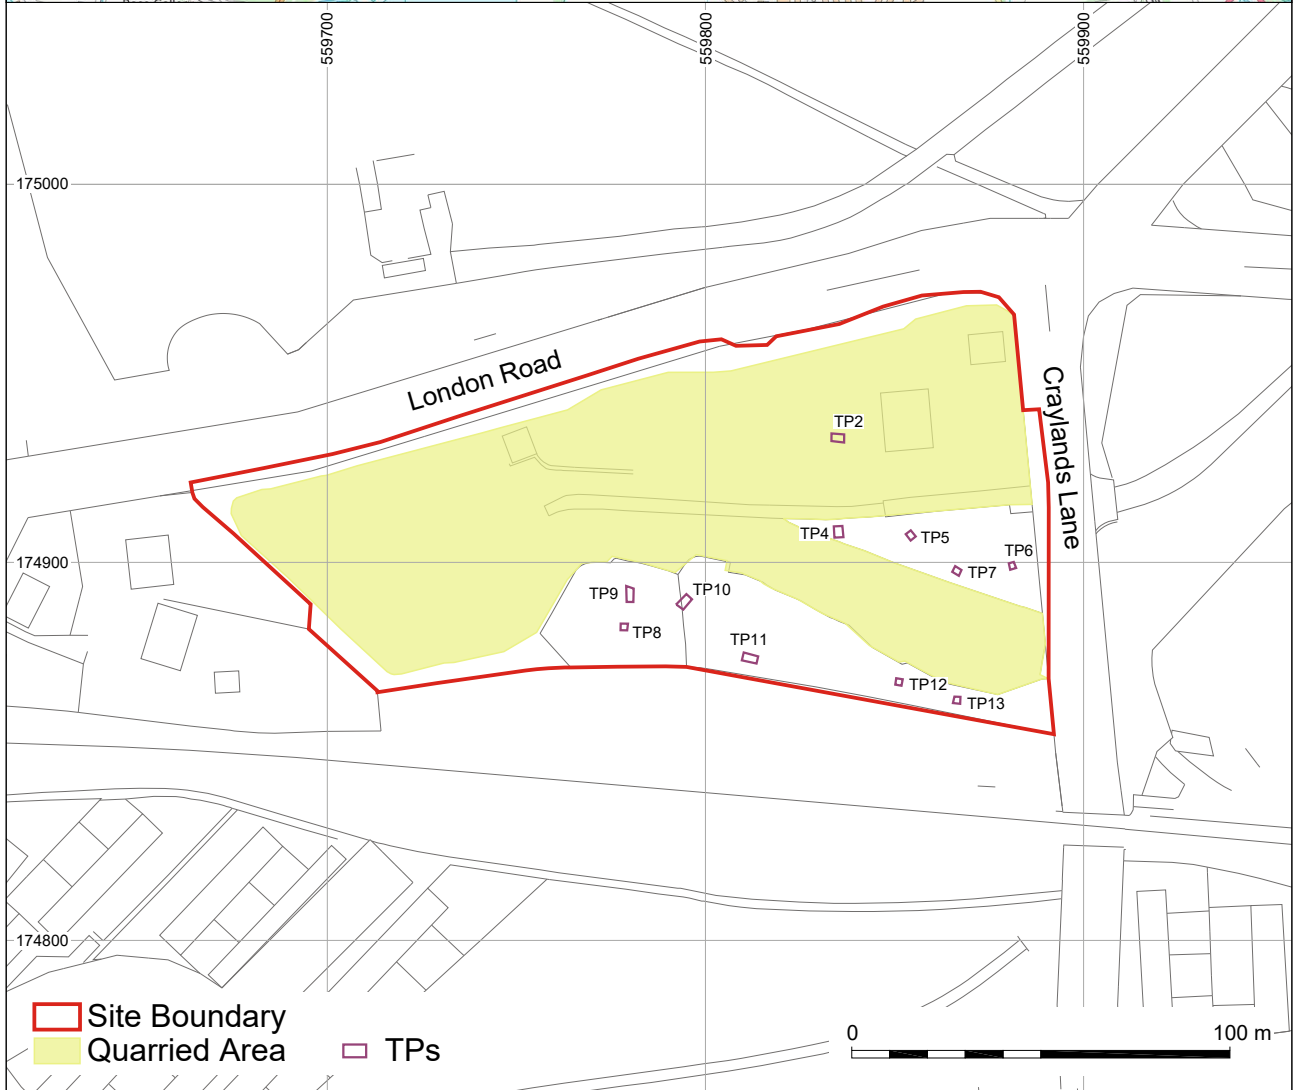 559700
559800
559900
175000
London Road
Craylands Lane
TP2
TP4
TP5
TP6
TP7
174900
TP9
TP10
TP8
TP11
TP12
TP13
174800
Site Boundary
Quarried Area
TPs
0
100 m